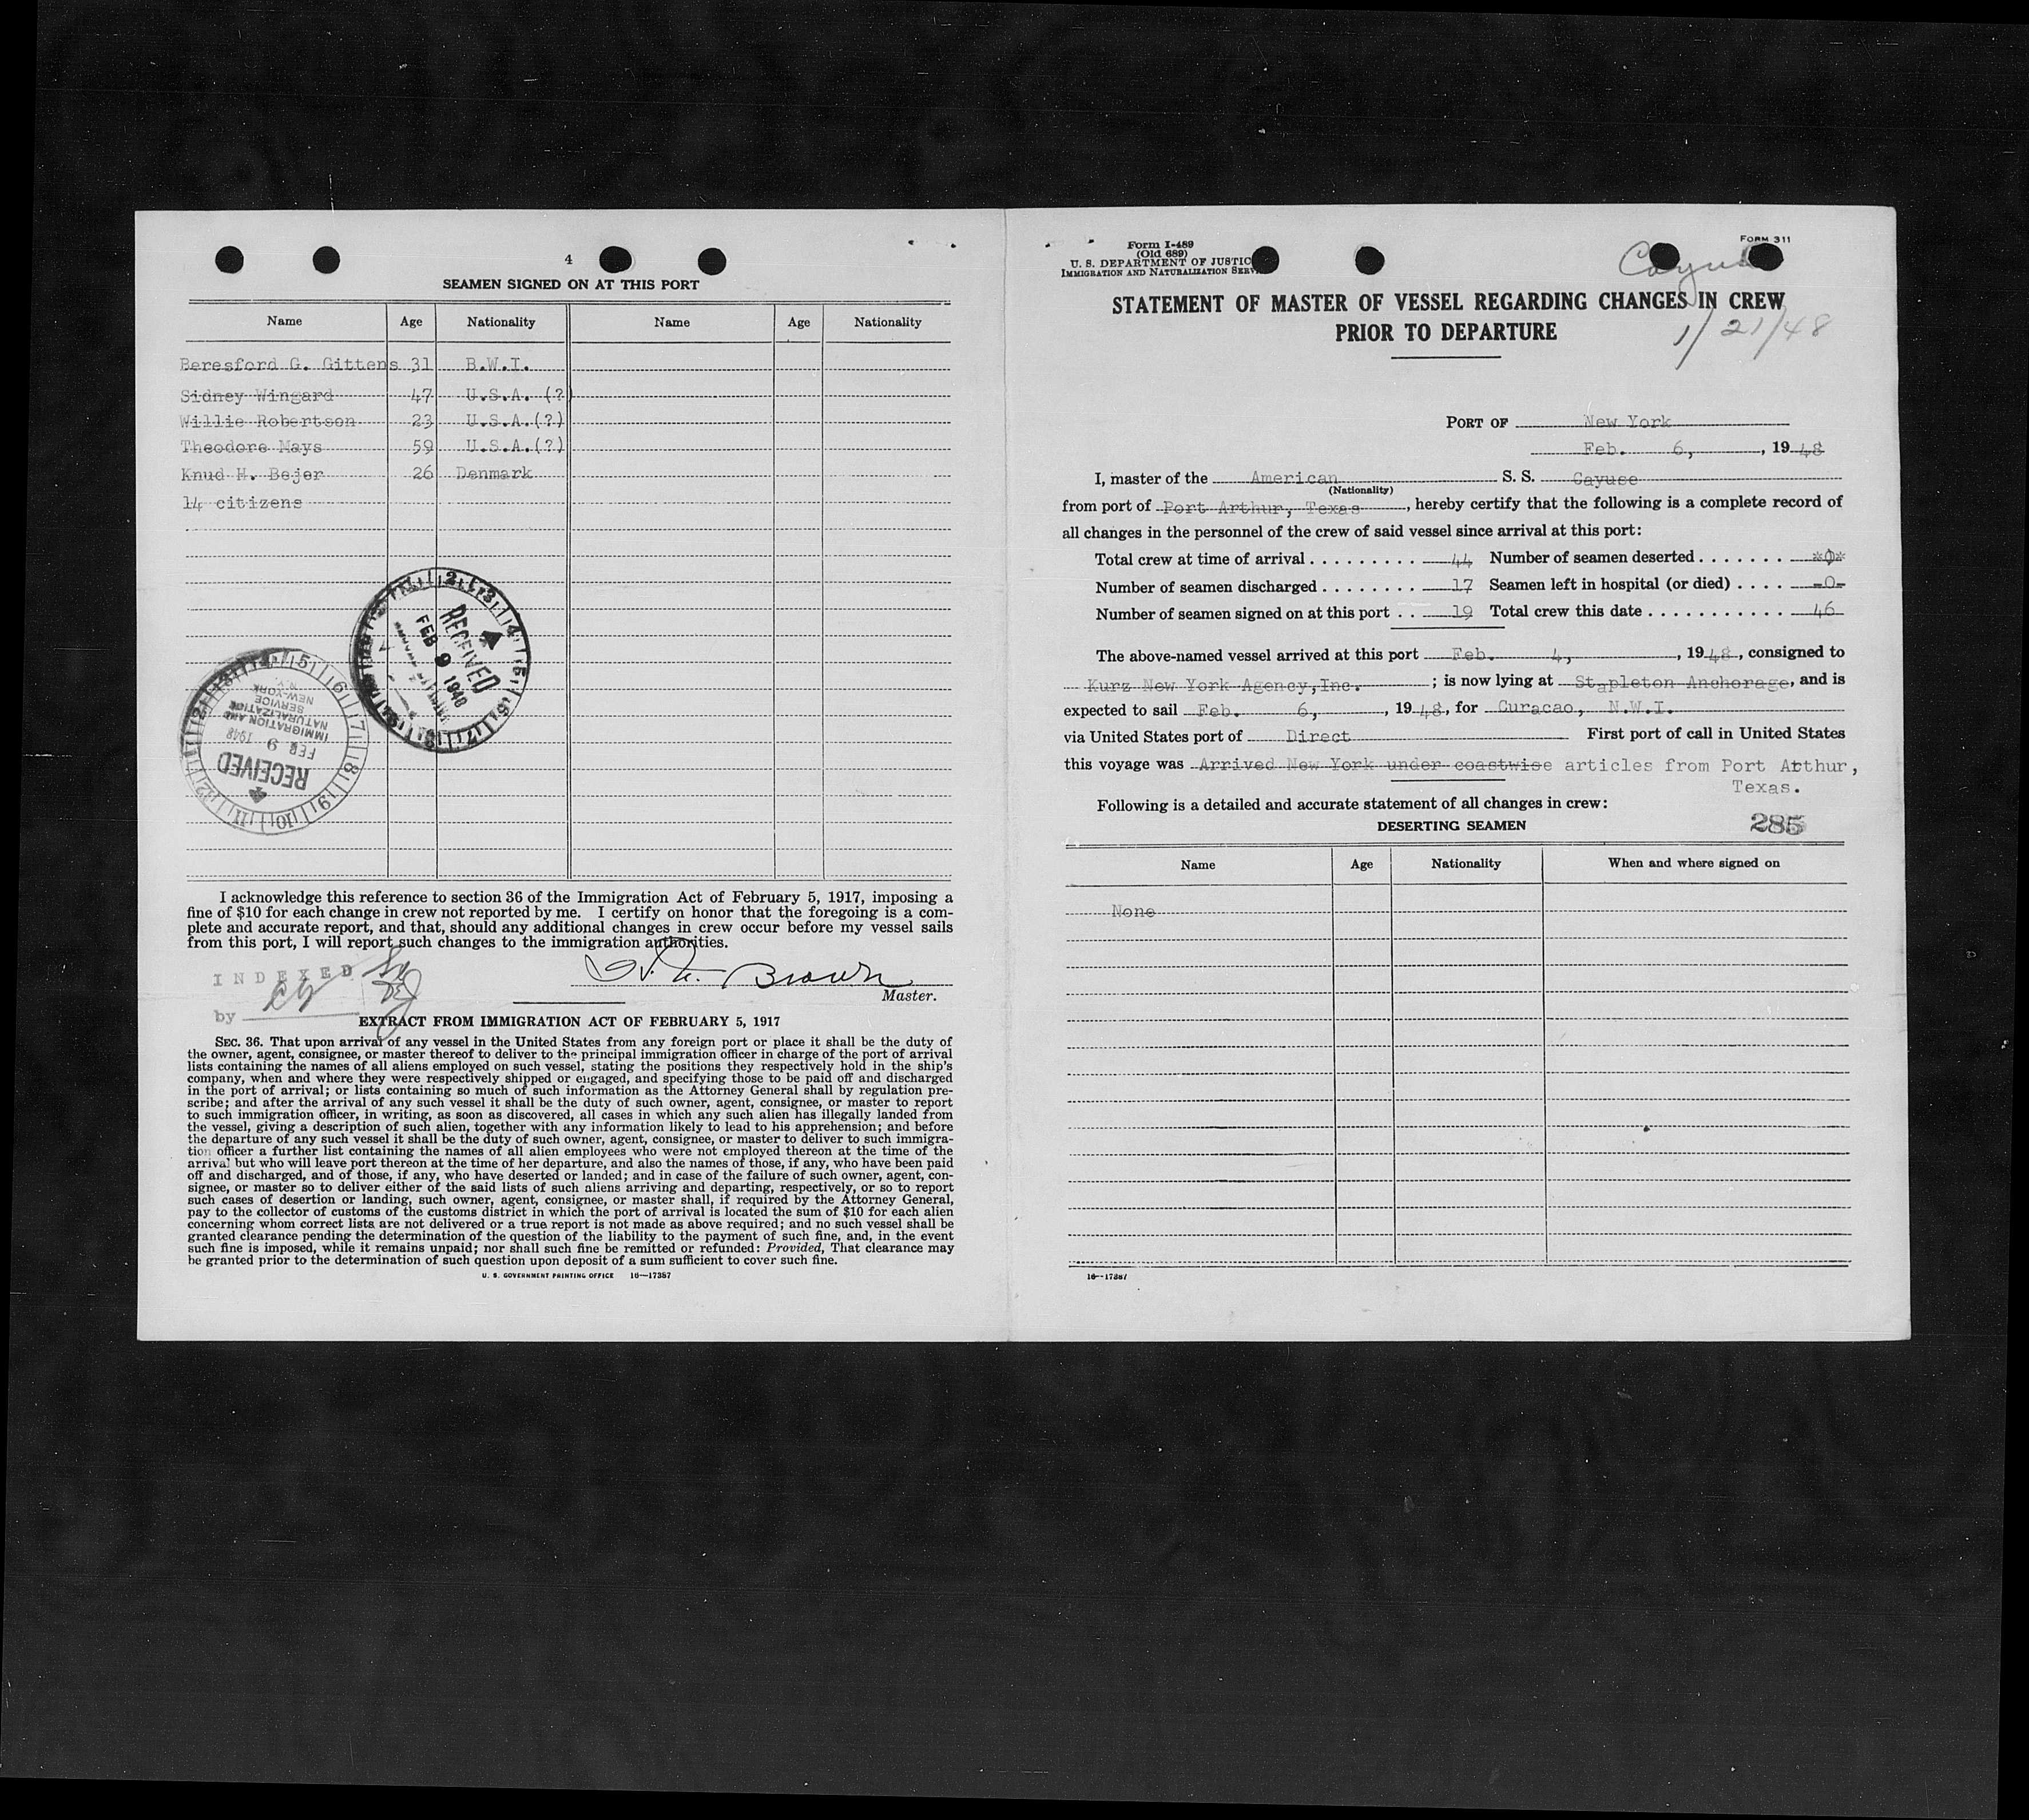 4
SEAMEN SIGNED ON AT THIS PORT
Name Age Nationality Name Age Nationality
Beresford G. Gittens 31 B.W.I.
Sidney Wingard 47 U.S.A. (?)
Willie Robertson 23 U.S.A.(?)
Theodore Mays 59 U.S.A.(?)
Knud H. Bejer 26 Denmark
14 citizens
RECEIVED
FEB 9 1948
RECEIVED
FEB 9 1948
IMMIGRATION AND
NATURALIZATION
SERVICE
NEW YORK
N.Y.
I acknowledge this reference to section 36 of the Immigration Act of February 5, 1917, imposing a
fine of $10 for each change in crew not reported by me. I certify on honor that the foregoing is a com-
plete and accurate report, and that, should any additional changes in crew occur before my vessel sails
from this port, I will report such changes to the immigration authorities.
INDEXED
by
Brown
Master.
EXTRACT FROM IMMIGRATION ACT OF FEBRUARY 5, 1917
SEC. 36. That upon arrival of any vessel in the United States from any foreign port or place it shall be the duty of
the owner, agent, consignee, or master thereof to deliver to the principal immigration officer in charge of the port of arrival
lists containing the names of all aliens employed on such vessel, stating the positions they respectively hold in the ship's
company, when and where they were respectively shipped or engaged, and specifying those to be paid off and discharged
in the port of arrival; or lists containing so much of such information as the Attorney General shall by regulation pre-
scribe; and after the arrival of any such vessel it shall be the duty of such owner, agent, consignee, or master to report
to such immigration officer, in writing, as soon as discovered, all cases in which any such alien has illegally landed from
the vessel, giving a description of such alien, together with any information likely to lead to his apprehension; and before
the departure of any such vessel it shall be the duty of such owner, agent, consignee, or master to deliver to such immigra-
tion officer a further list containing the names of all alien employees who were not employed thereon at the time of the
arrival but who will leave port thereon at the time of her departure, and also the names of those, if any, who have been paid
off and discharged, and of those, if any, who have deserted or landed; and in case of the failure of such owner, agent, con-
signee, or master so to deliver either of the said lists of such aliens arriving and departing, respectively, or so to report
such cases of desertion or landing, such owner, agent, consignee, or master shall, if required by the Attorney General,
pay to the collector of customs of the customs district in which the port of arrival is located the sum of $10 for each alien
concerning whom correct lists are not delivered or a true report is not made as above required; and no such vessel shall be
granted clearance pending the determination of the question of the liability to the payment of such fine, and, in the event
such fine is imposed, while it remains unpaid; nor shall such fine be remitted or refunded: Provided, That clearance may
be granted prior to the determination of such question upon deposit of a sum sufficient to cover such fine.
U. S. GOVERNMENT PRINTING OFFICE 16—17387
Form I-489
(Old 689)
U. S. DEPARTMENT OF JUSTIC
IMMIGRATION AND NATURALIZATION SERV
FORM 311
STATEMENT OF MASTER OF VESSEL REGARDING CHANGES IN CREW
PRIOR TO DEPARTURE
1/21/48
PORT OF New York
Feb. 6, , 1948
I, master of the American S. S. Cayuse
(Nationality)
from port of Port Arthur, Texas , hereby certify that the following is a complete record of
all changes in the personnel of the crew of said vessel since arrival at this port:
Total crew at time of arrival . . . . . . . . . 44 Number of seamen deserted . . . . . . . *0*
Number of seamen discharged . . . . . . . . 17 Seamen left in hospital (or died) . . . . -0-
Number of seamen signed on at this port . . 19 Total crew this date . . . . . . . . . . . . 46
The above-named vessel arrived at this port Feb. 4, , 1948, consigned to
Kurz New York Agency,Inc. ; is now lying at Stapleton Anchorage, and is
expected to sail Feb. 6, , 1948, for Curacao, N.W.I.
via United States port of Direct First port of call in United States
this voyage was Arrived New York under coastwise articles from Port Arthur,
Texas.
Following is a detailed and accurate statement of all changes in crew:
DESERTING SEAMEN
285
Name Age Nationality When and where signed on
None
16—17387